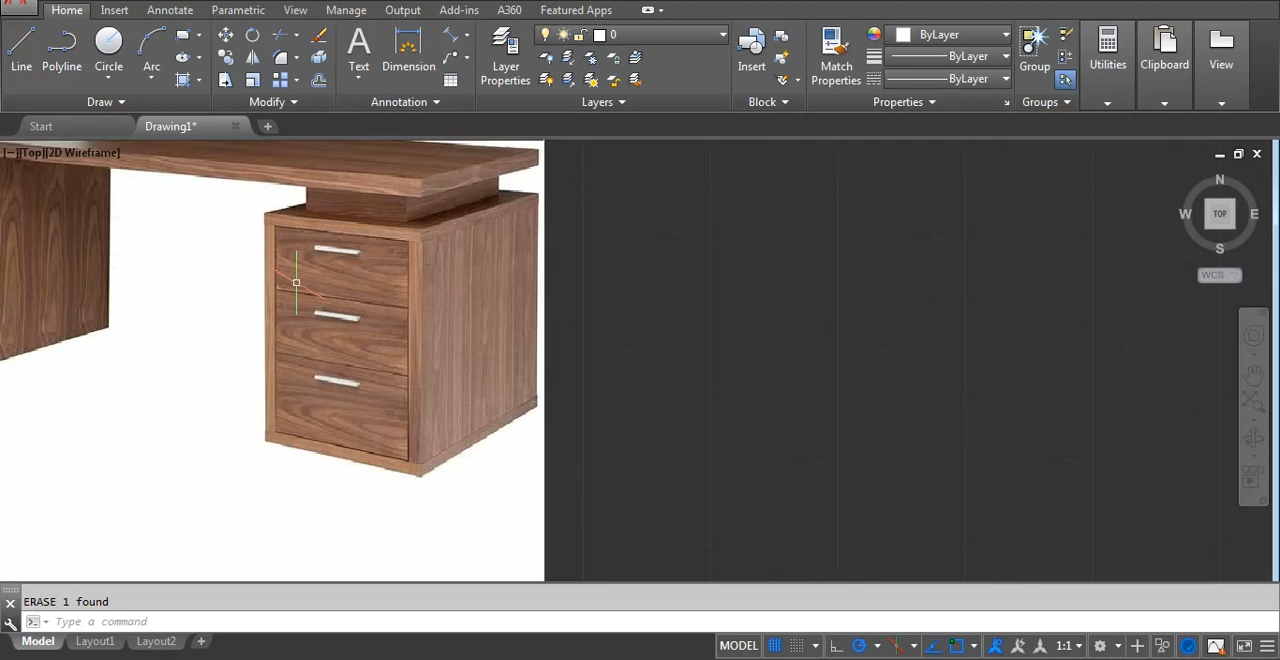 Home Insert Annotate Parametric View Manage Output Add-ins A360 Featured Apps
Line Polyline Circle Arc
Text Dimension
Layer Properties
0
Insert
Match Properties
ByLayer
ByLayer
ByLayer
Group
Utilities
Clipboard
View
Draw Modify Annotation Layers Block Properties Groups
Start Drawing1*
[−][Top][2D Wireframe]
N
W TOP E
S
WCS
ERASE 1 found
Type a command
Model Layout1 Layout2
MODEL 1:1